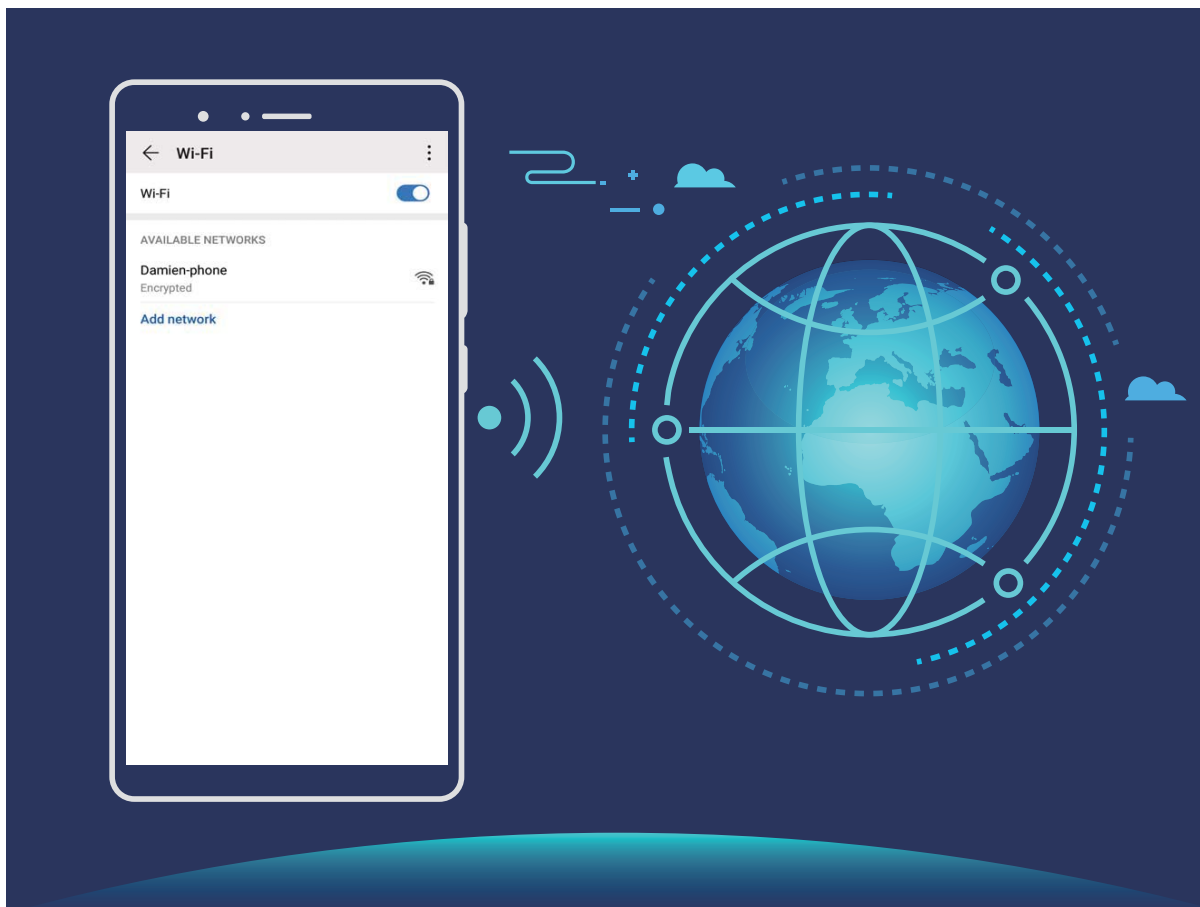 Wi-Fi
Wi-Fi
AVAILABLE NETWORKS
Damien-phone
Encrypted
Add network